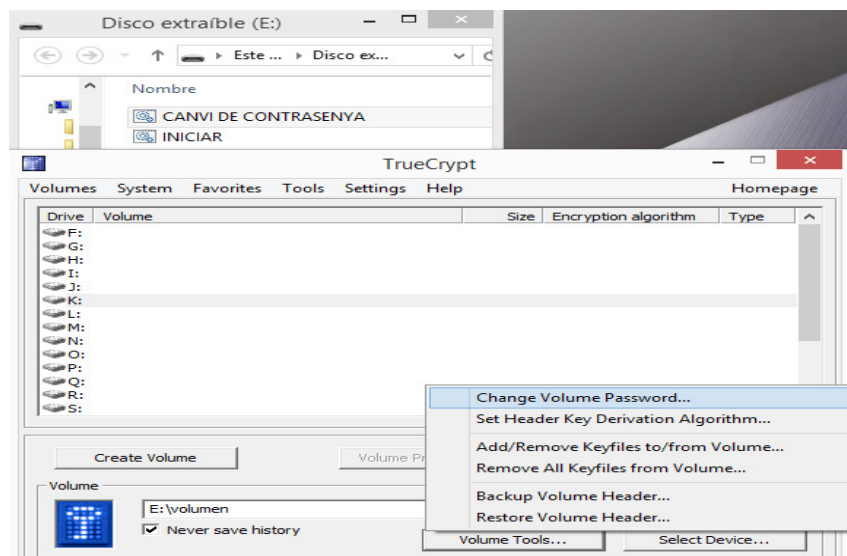 Disco extraíble (E:)
Este ... Disco ex...
Nombre
CANVI DE CONTRASENYA
INICIAR
TrueCrypt
Volumes System Favorites Tools Settings Help Homepage
Drive Volume Size Encryption algorithm Type
F:
G:
H:
I:
J:
K:
L:
M:
N:
O:
P:
Q:
R:
S:
Change Volume Password...
Set Header Key Derivation Algorithm...
Add/Remove Keyfiles to/from Volume...
Remove All Keyfiles from Volume...
Backup Volume Header...
Restore Volume Header...
Create Volume Volume
Volume
E:\volumen
Never save history
Volume Tools... Select Device...